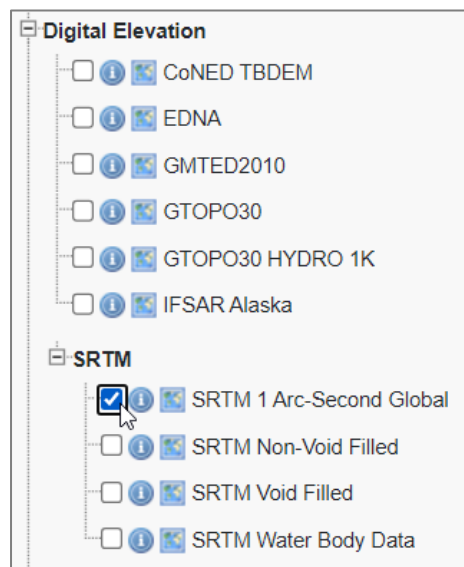 Digital Elevation
CoNED TBDEM
EDNA
GMTED2010
GTOPO30
GTOPO30 HYDRO 1K
IFSAR Alaska
SRTM
SRTM 1 Arc-Second Global
SRTM Non-Void Filled
SRTM Void Filled
SRTM Water Body Data